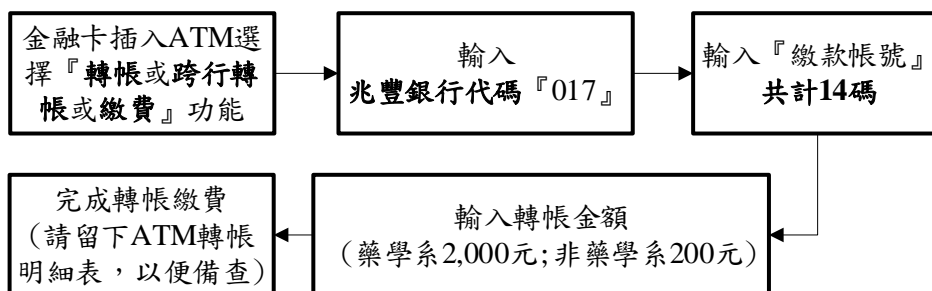 金融卡插入ATM選
擇『轉帳或跨行轉
帳或繳費』功能
輸入
兆豐銀行代碼『017』
輸入『繳款帳號』
共計14碼
輸入轉帳金額
（藥學系2,000元;非藥學系200元）
完成轉帳繳費
（請留下ATM轉帳
明細表，以便備查）